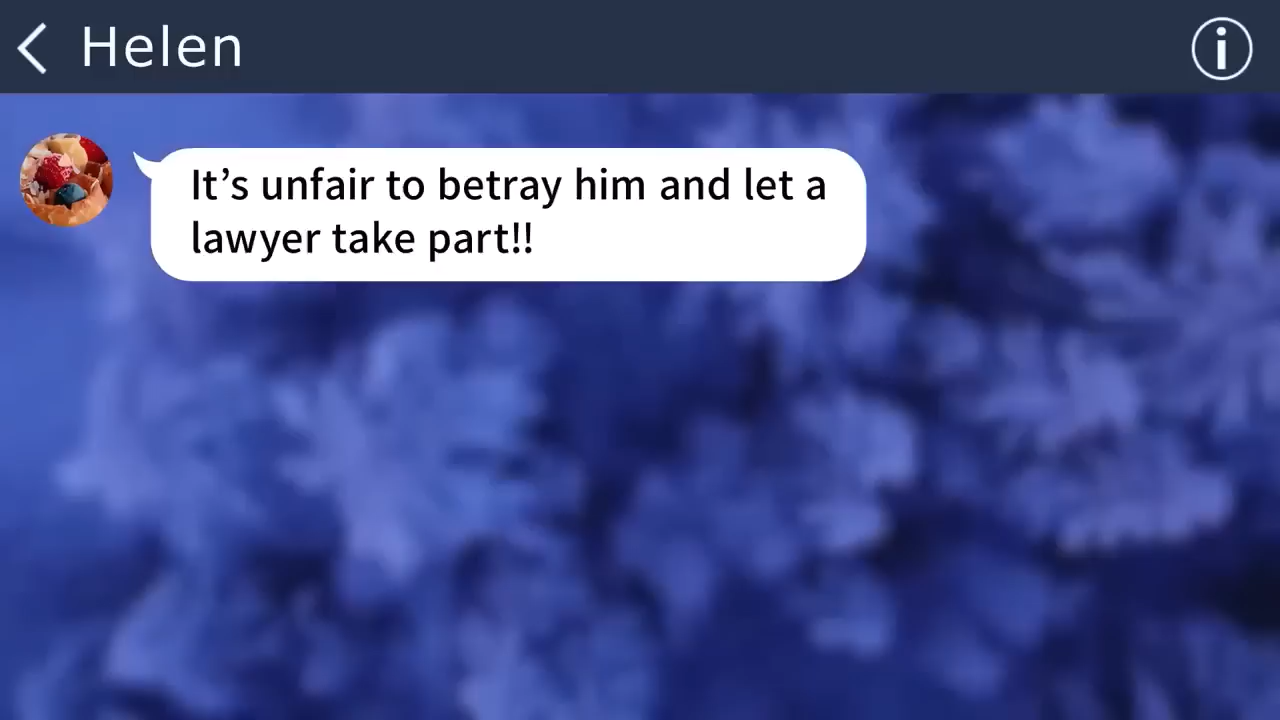 Helen
It’s unfair to betray him and let a
lawyer take part!!